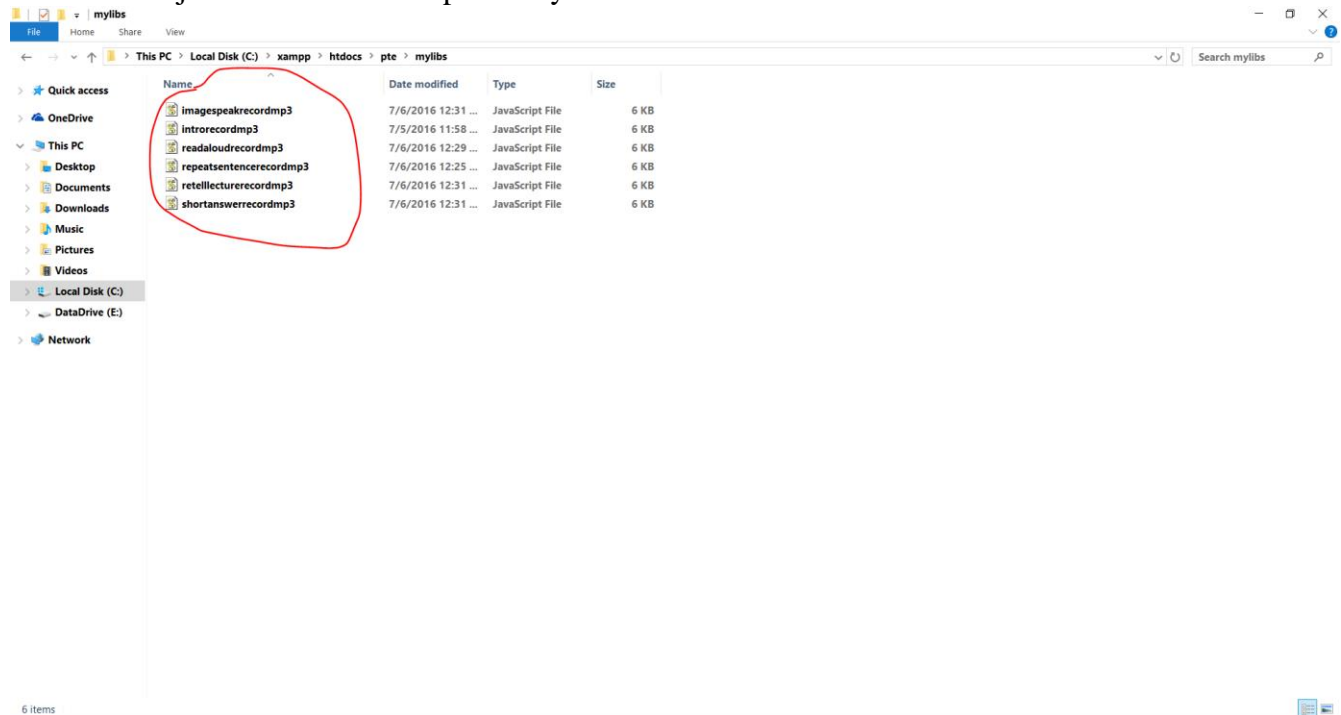 mylibs
File Home Share View
This PC > Local Disk (C:) > xampp > htdocs > pte > mylibs
Search mylibs
Name Date modified Type Size
Quick access
OneDrive
This PC
Desktop
Documents
Downloads
Music
Pictures
Videos
Local Disk (C:)
DataDrive (E:)
Network
imagespeakrecordmp3 7/6/2016 12:31 ... JavaScript File 6 KB
introrecordmp3 7/5/2016 11:58 ... JavaScript File 6 KB
readaloudrecordmp3 7/6/2016 12:29 ... JavaScript File 6 KB
repeatsentencerecordmp3 7/6/2016 12:25 ... JavaScript File 6 KB
retelllecturerecordmp3 7/6/2016 12:31 ... JavaScript File 6 KB
shortanswerrecordmp3 7/6/2016 12:31 ... JavaScript File 6 KB
6 items